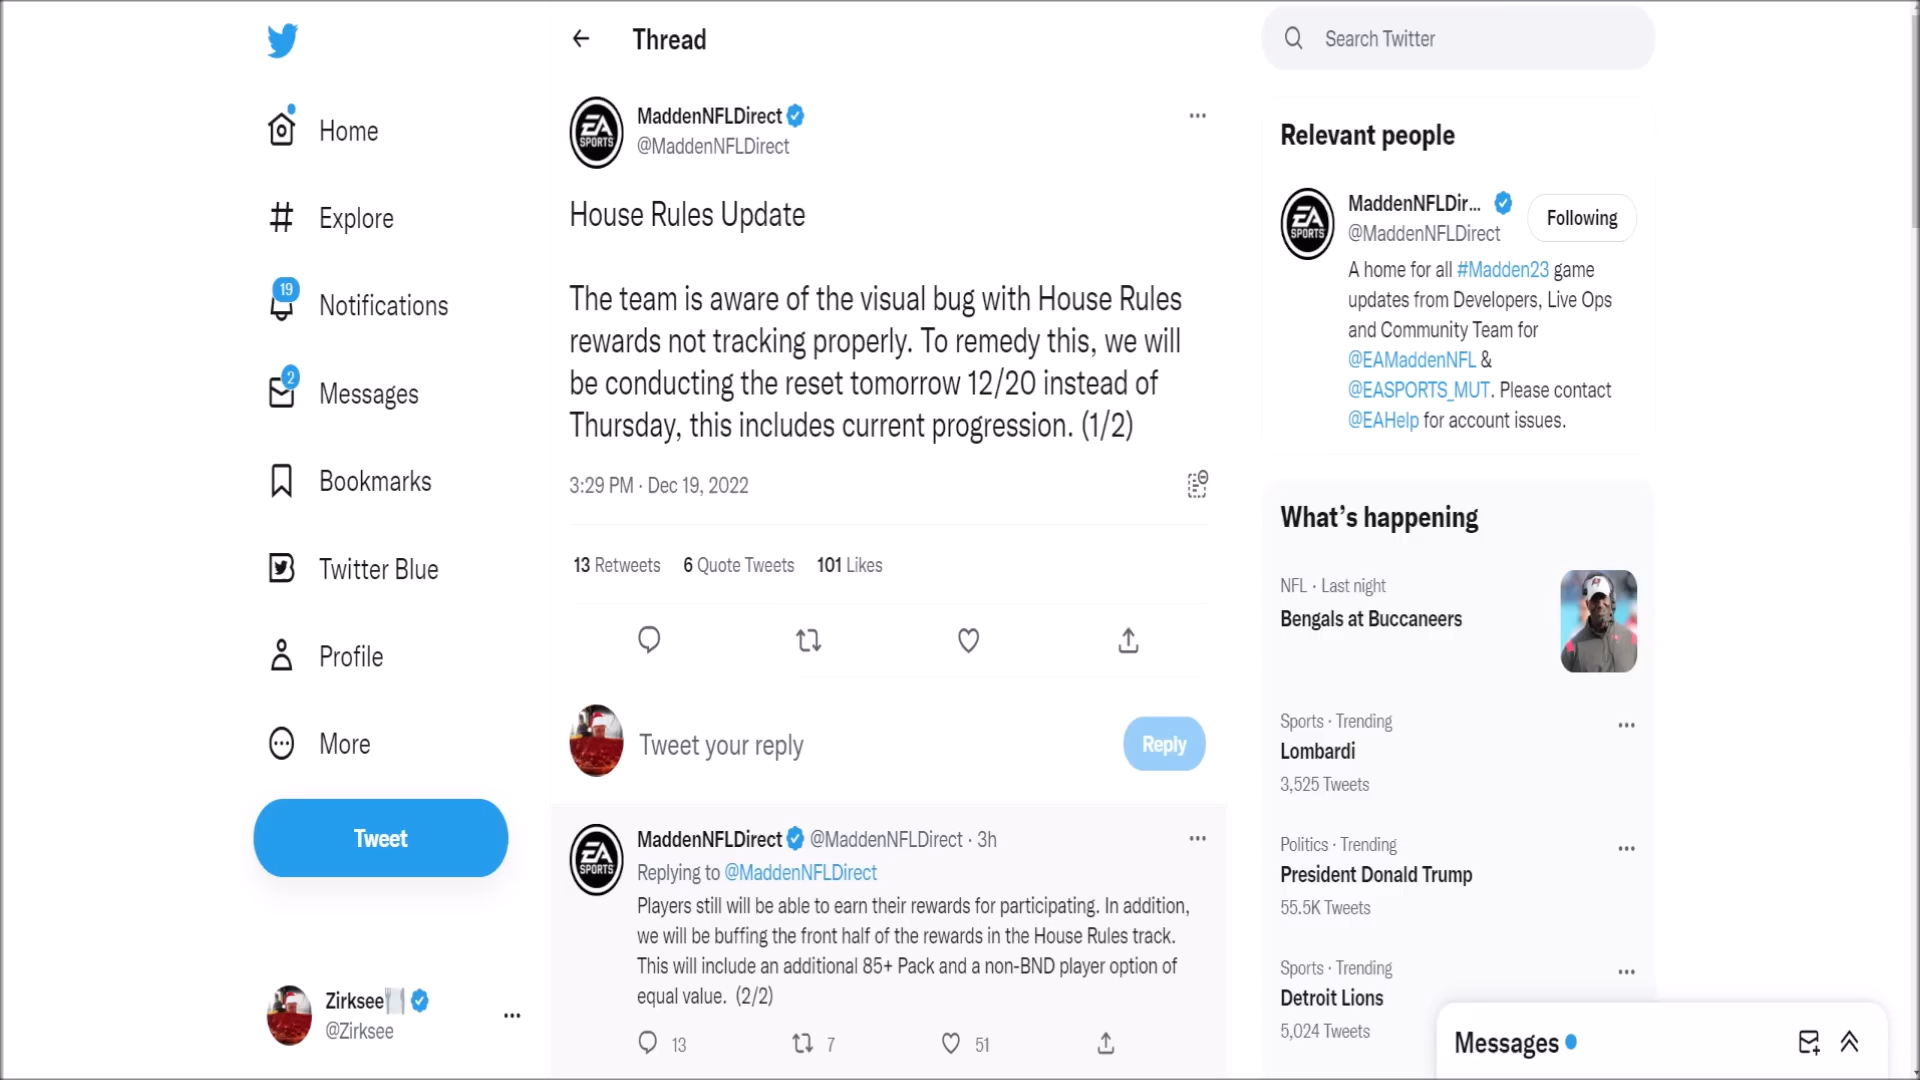 Thread
Search Twitter
Home
Explore
19
Notifications
2
Messages
Bookmarks
Twitter Blue
Profile
More
Tweet
Zirksee
@Zirksee
EA
SPORTS
MaddenNFLDirect
@MaddenNFLDirect
House Rules Update
The team is aware of the visual bug with House Rules
rewards not tracking properly. To remedy this, we will
be conducting the reset tomorrow 12/20 instead of
Thursday, this includes current progression. (1/2)
3:29 PM · Dec 19, 2022
13 Retweets 6 Quote Tweets 101 Likes
Tweet your reply
Reply
EA
SPORTS
MaddenNFLDirect @MaddenNFLDirect · 3h
Replying to @MaddenNFLDirect
Players still will be able to earn their rewards for participating. In addition,
we will be buffing the front half of the rewards in the House Rules track.
This will include an additional 85+ Pack and a non-BND player option of
equal value. (2/2)
13 7 51
Relevant people
EA
SPORTS
MaddenNFLDir...
@MaddenNFLDirect
Following
A home for all #Madden23 game
updates from Developers, Live Ops
and Community Team for
@EAMaddenNFL &
@EASPORTS_MUT. Please contact
@EAHelp for account issues.
What's happening
NFL · Last night
Bengals at Buccaneers
Sports · Trending
Lombardi
3,525 Tweets
Politics · Trending
President Donald Trump
55.5K Tweets
Sports · Trending
Detroit Lions
5,024 Tweets
Messages